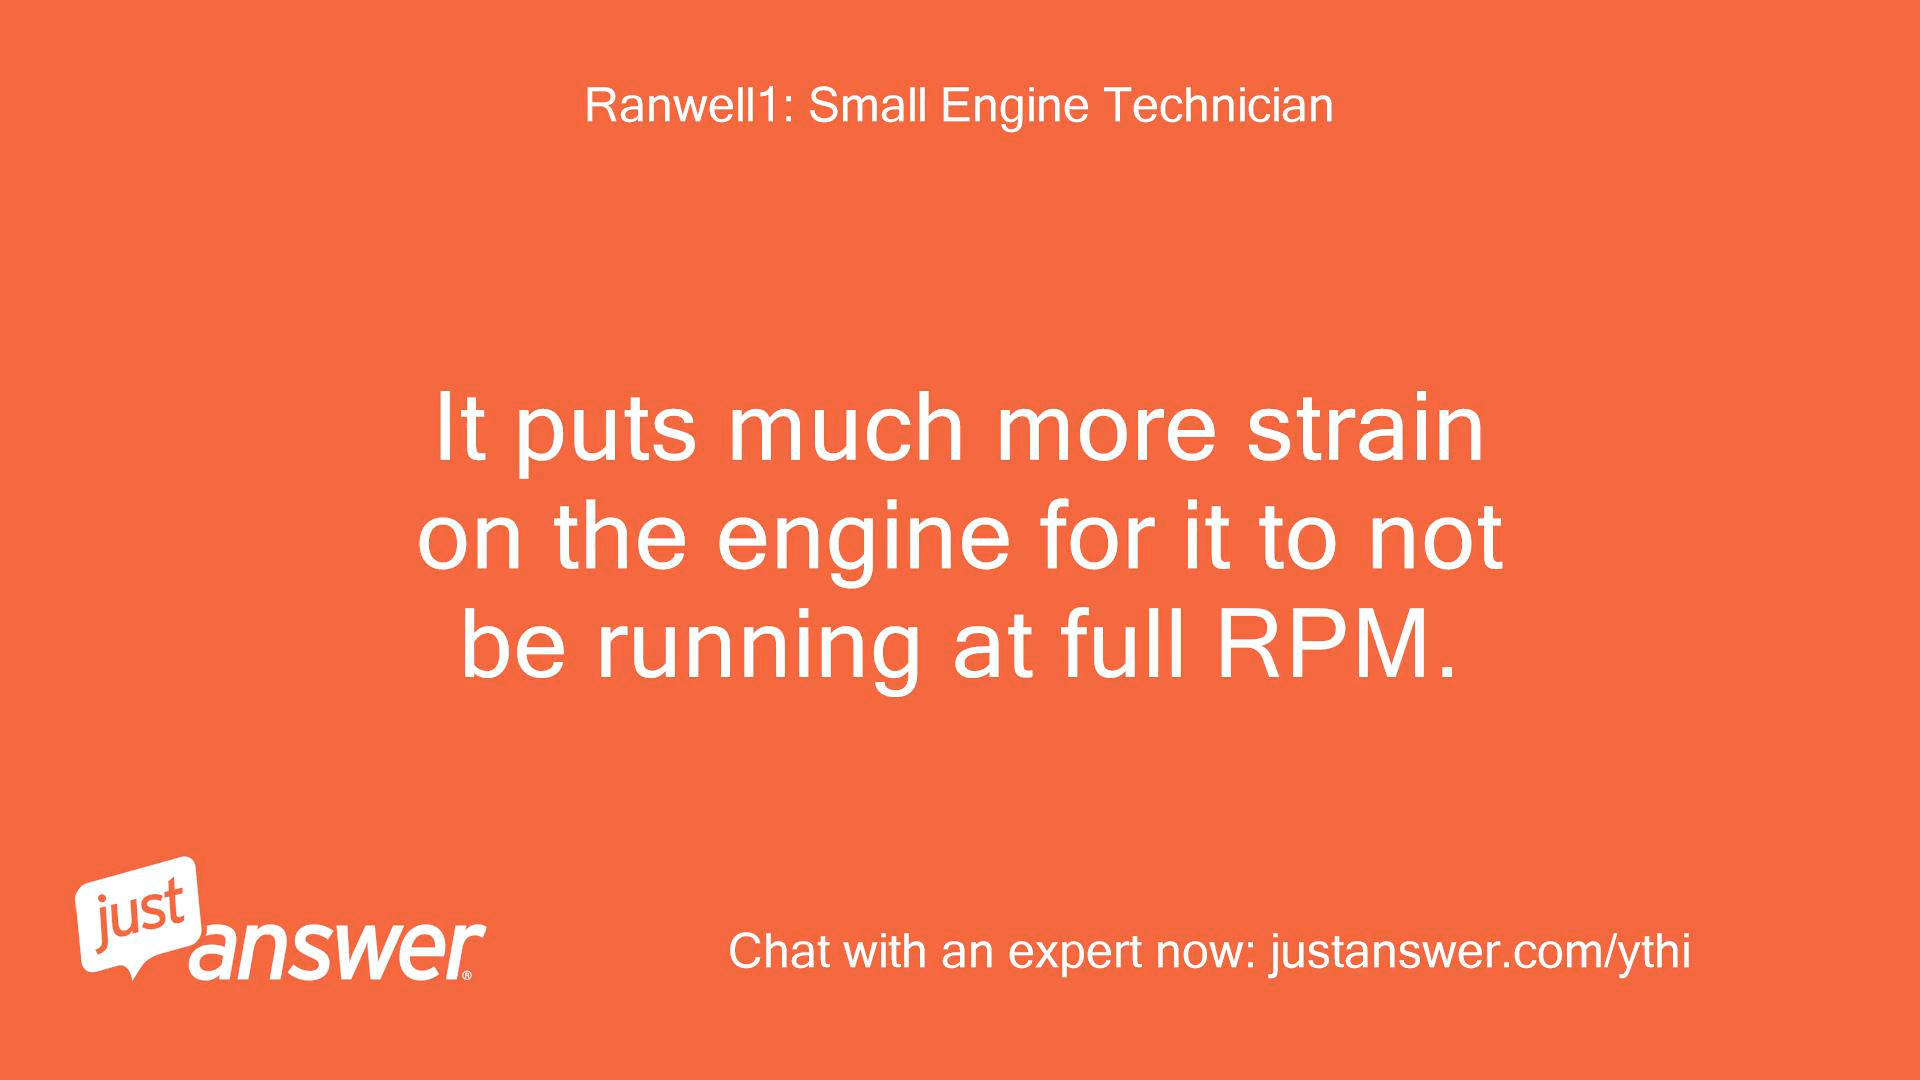 Ranwell1: Small Engine Technician
It puts much more strain
on the engine for it to not
be running at full RPM.
just
answer®
Chat with an expert now: justanswer.com/ythi